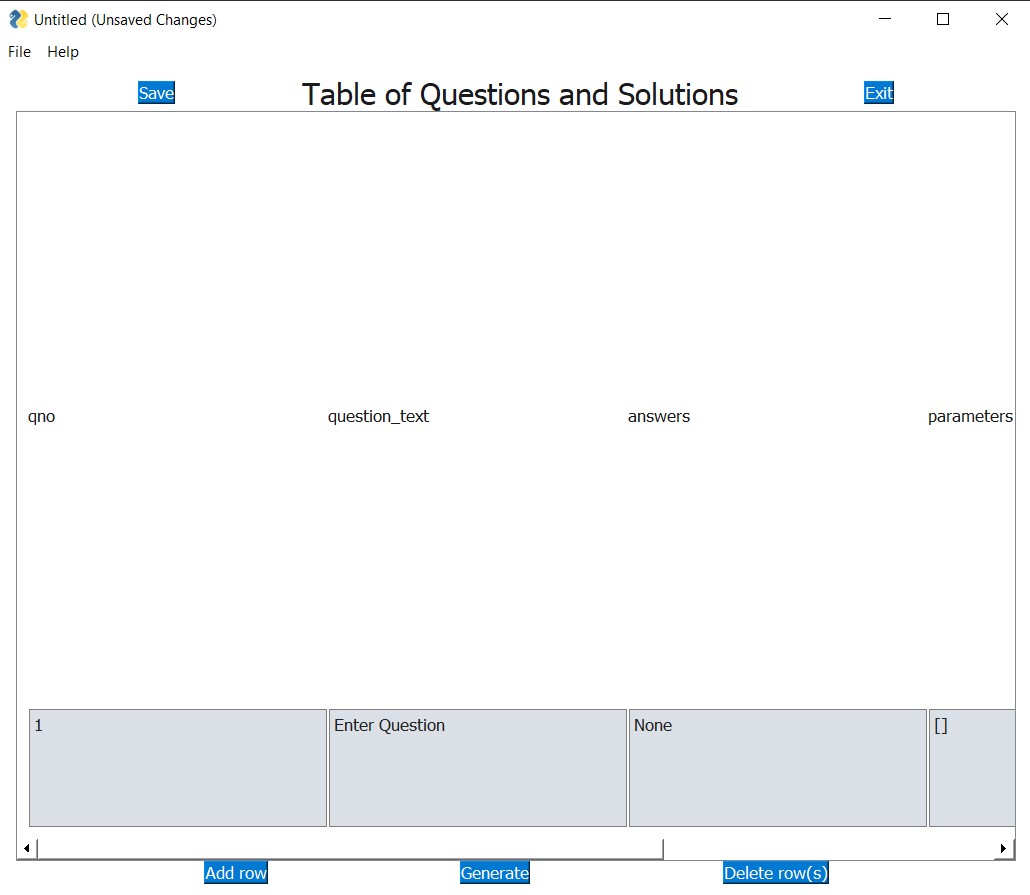 Untitled (Unsaved Changes)
File Help
Save Table of Questions and Solutions Exit
qno question_text answers parameters
1 Enter Question None []
Add row Generate Delete row(s)